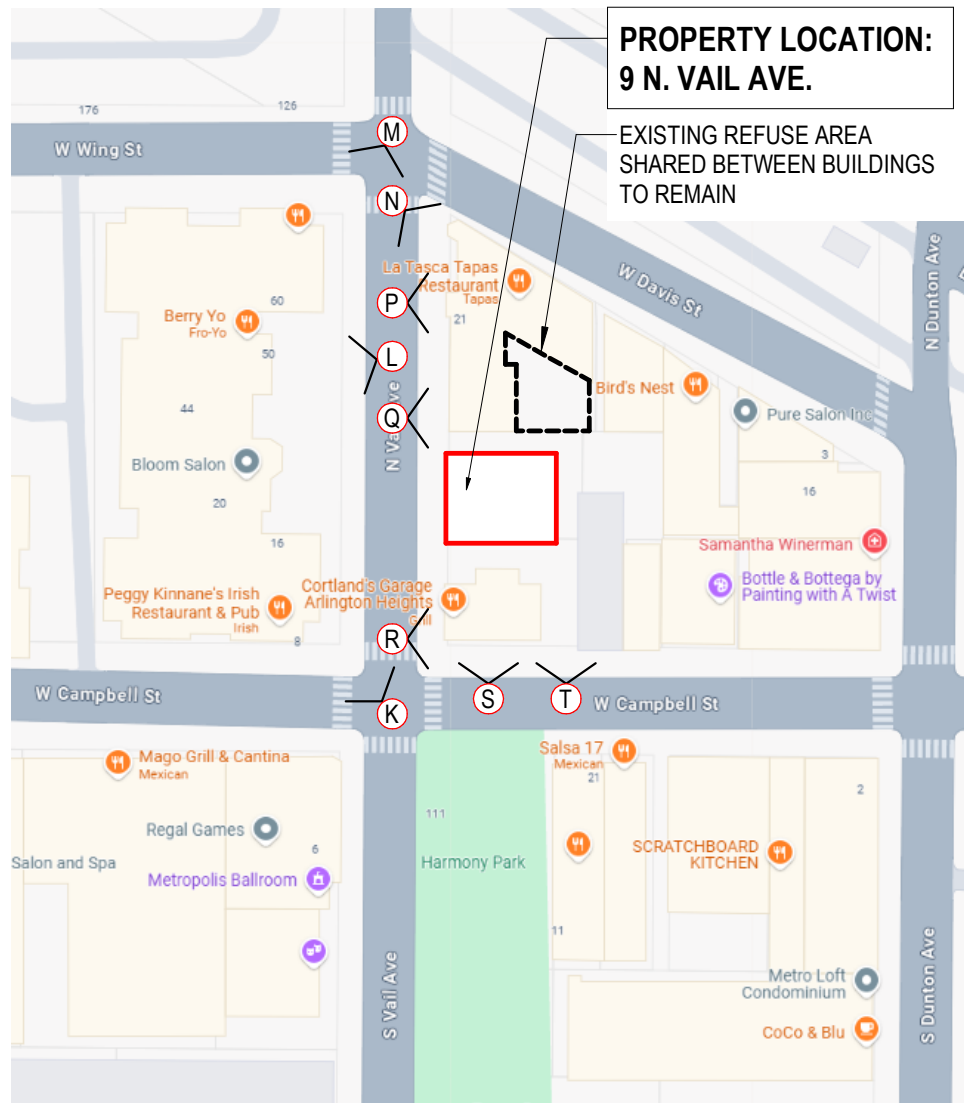 PROPERTY LOCATION:
9 N. VAIL AVE.
EXISTING REFUSE AREA
SHARED BETWEEN BUILDINGS
TO REMAIN
176
126
W Wing St
M
N
La Tasca Tapas
Restaurant
Tapas
21
W Davis St
N Dunton Ave
60
Berry Yo
Fro-Yo
50
P
L
44
Bird's Nest
Pure Salon Inc
Q
3
Bloom Salon
16
20
16
Samantha Winerman
Bottle & Bottega by
Painting with A Twist
Peggy Kinnane's Irish
Restaurant & Pub
Irish
8
Cortland's Garage
Arlington Heights
Grill
R
W Campbell St
K
S
T
W Campbell St
Mago Grill & Cantina
Mexican
Salsa 17
Mexican
21
2
111
Regal Games
6
Salon and Spa
Metropolis Ballroom
Harmony Park
SCRATCHBOARD
KITCHEN
11
S Vail Ave
Metro Loft
Condominium
CoCo & Blu
S Dunton Ave